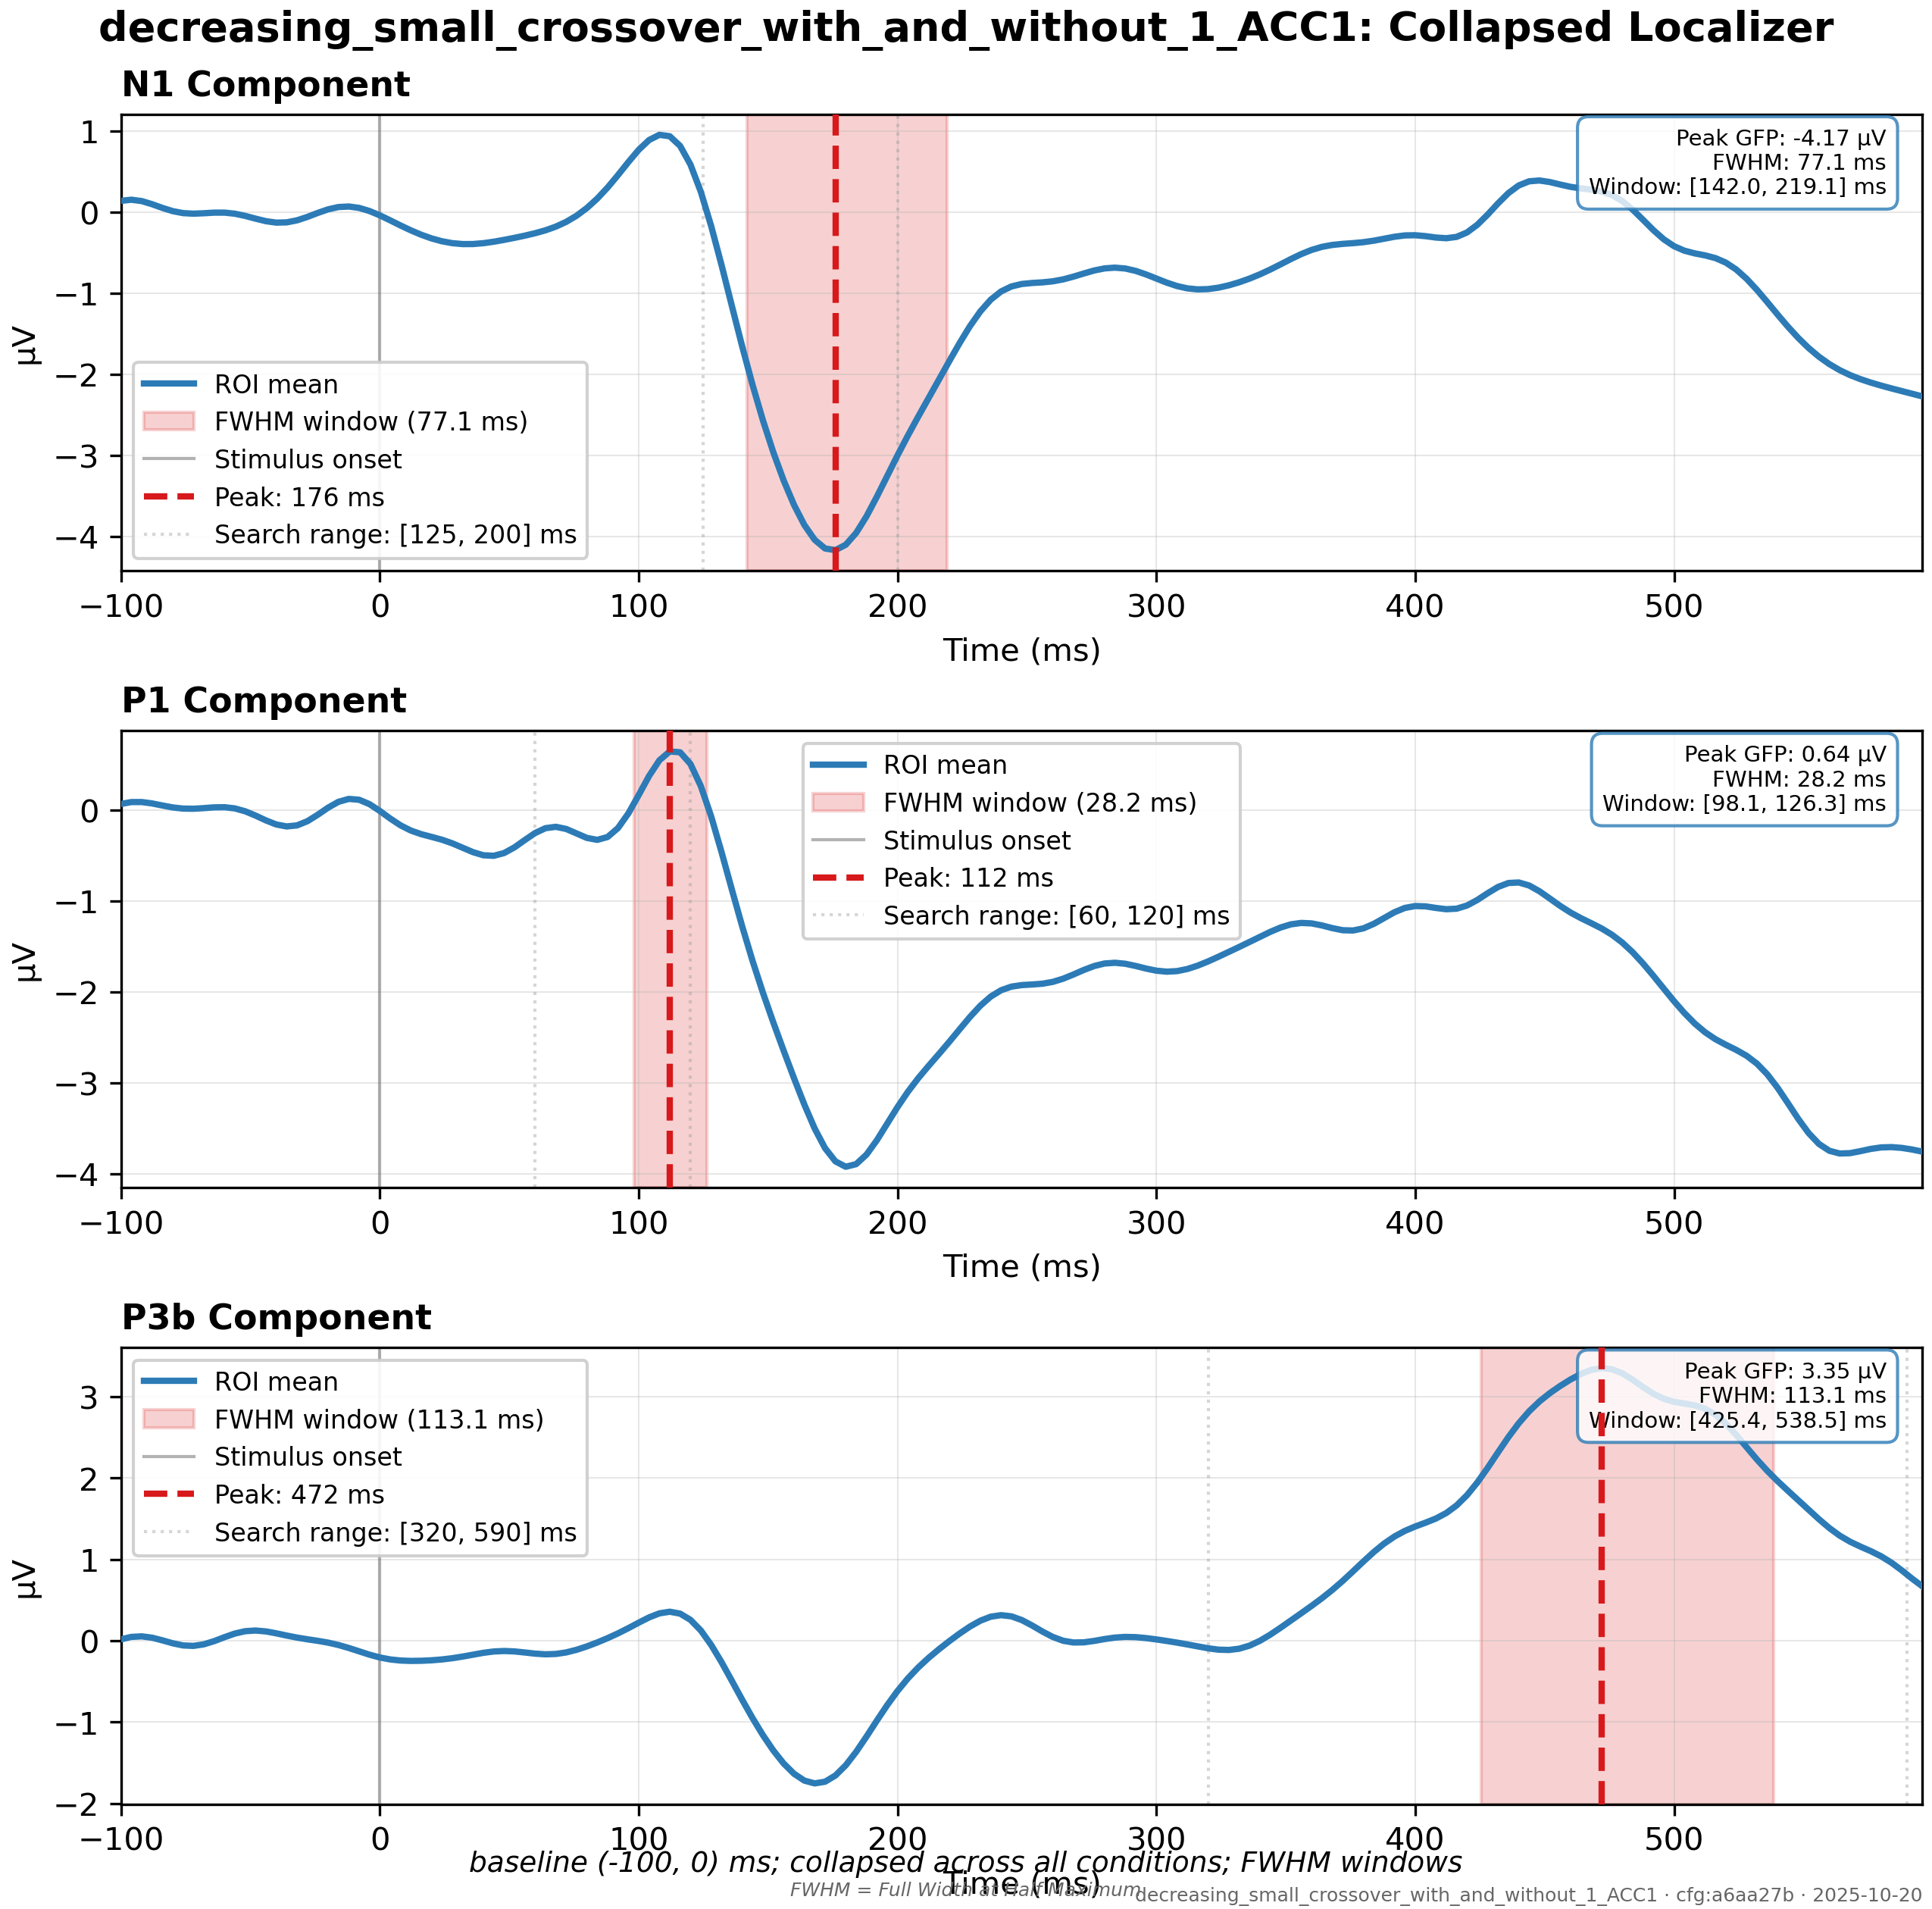 decreasing_small_crossover_with_and_without_1_ACC1: Collapsed Localizer
N1 Component
1
0
−1
−2
−3
−4
µV
Peak GFP: -4.17 µV
FWHM: 77.1 ms
Window: [142.0, 219.1] ms
ROI mean
FWHM window (77.1 ms)
Stimulus onset
Peak: 176 ms
Search range: [125, 200] ms
−100 0 100 200 300 400 500
Time (ms)
P1 Component
0
−1
−2
−3
−4
µV
ROI mean
FWHM window (28.2 ms)
Stimulus onset
Peak: 112 ms
Search range: [60, 120] ms
Peak GFP: 0.64 µV
FWHM: 28.2 ms
Window: [98.1, 126.3] ms
−100 0 100 200 300 400 500
Time (ms)
P3b Component
3
2
1
0
−1
−2
µV
ROI mean
FWHM window (113.1 ms)
Stimulus onset
Peak: 472 ms
Search range: [320, 590] ms
Peak GFP: 3.35 µV
FWHM: 113.1 ms
Window: [425.4, 538.5] ms
−100 0 100 200 300 400 500
baseline (-100, 0) ms; collapsed across all conditions; FWHM windows
Time (ms)
FWHM = Full Width at Half Maximum
decreasing_small_crossover_with_and_without_1_ACC1 · cfg:a6aa27b · 2025-10-20